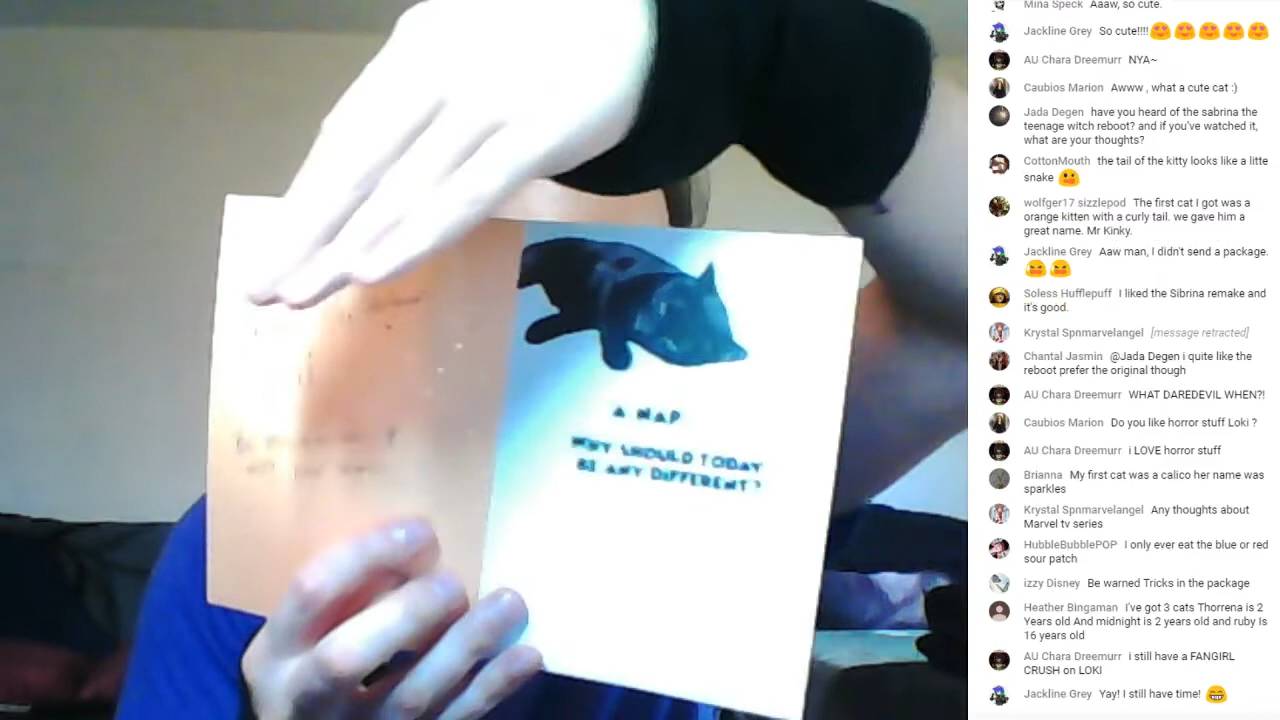 A NAP
WHY SHOULD TODAY
BE ANY DIFFERENT?
Mina Speck Aaaw, so cute.
Jackline Grey So cute!!!!😍😍😍😍😍
AU Chara Dreemurr NYA~
Caubios Marion Awww , what a cute cat :)
Jada Degen have you heard of the sabrina the
teenage witch reboot? and if you've watched it,
what are your thoughts?
CottonMouth the tail of the kitty looks like a litte
snake
wolfger17 sizzlepod The first cat I got was a
orange kitten with a curly tail. we gave him a
great name. Mr Kinky.
Jackline Grey Aaw man, I didn't send a package.
Soless Hufflepuff I liked the Sibrina remake and
it's good.
Krystal Spnmarvelangel [message retracted]
Chantal Jasmin @Jada Degen i quite like the
reboot prefer the original though
AU Chara Dreemurr WHAT DAREDEVIL WHEN?!
Caubios Marion Do you like horror stuff Loki ?
AU Chara Dreemurr i LOVE horror stuff
Brianna My first cat was a calico her name was
sparkles
Krystal Spnmarvelangel Any thoughts about
Marvel tv series
HubbleBubblePOP I only ever eat the blue or red
sour patch
izzy Disney Be warned Tricks in the package
Heather Bingaman I've got 3 cats Thorrena is 2
Years old And midnight is 2 years old and ruby Is
16 years old
AU Chara Dreemurr i still have a FANGIRL
CRUSH on LOKI
Jackline Grey Yay! I still have time! 😂